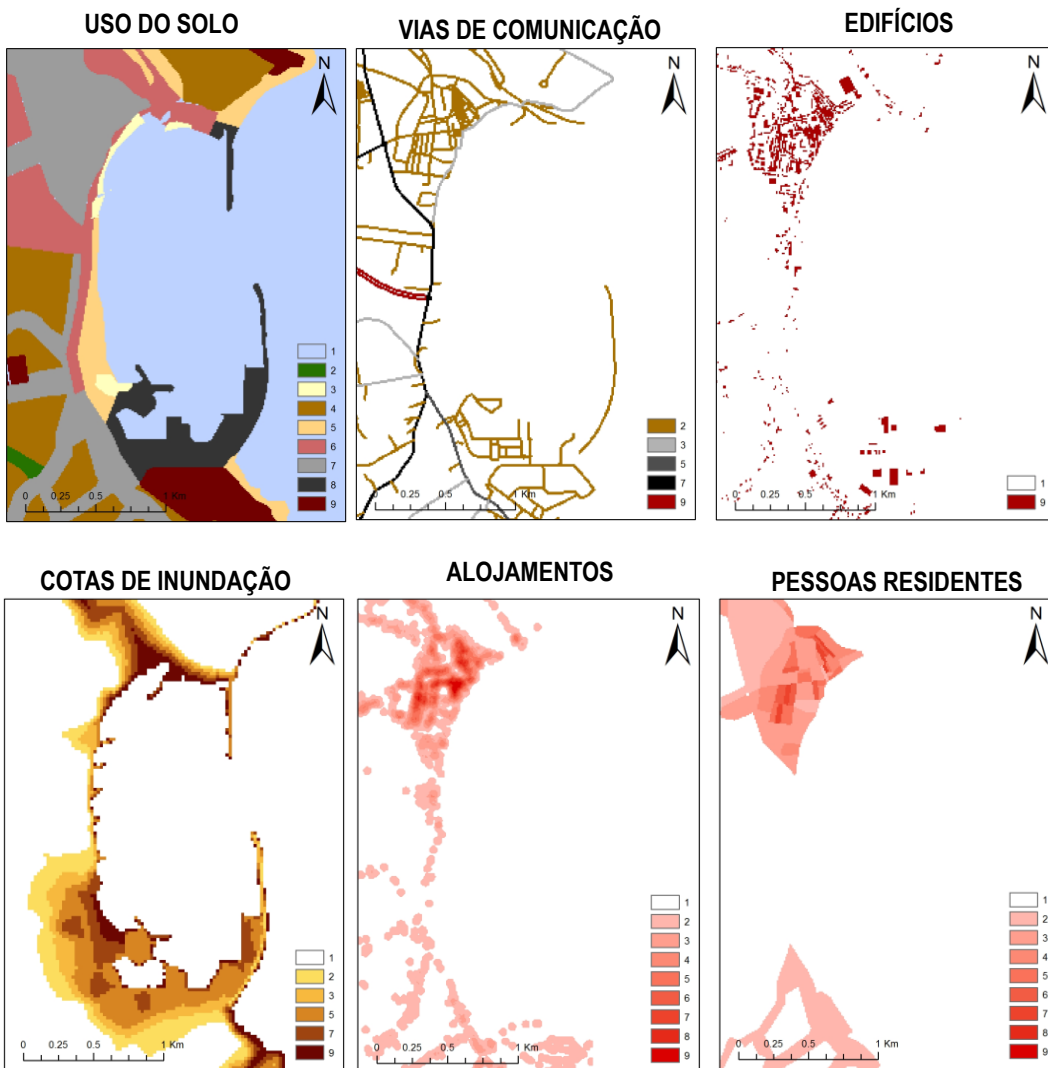 USO DO SOLO
VIAS DE COMUNICAÇÃO
EDIFÍCIOS
N
1
2
3
4
5
6
7
8
9
0 0.25 0.5 1 Km
N
2
3
5
7
9
0 0.25 0.5 1 Km
N
1
9
0 0.25 0.5 1 Km
COTAS DE INUNDAÇÃO
ALOJAMENTOS
PESSOAS RESIDENTES
N
1
2
3
5
7
9
0 0.25 0.5 1 Km
N
1
2
3
4
5
6
7
8
9
0 0.25 0.5 1 Km
N
1
2
3
4
5
6
7
8
9
0 0.25 0.5 1 Km